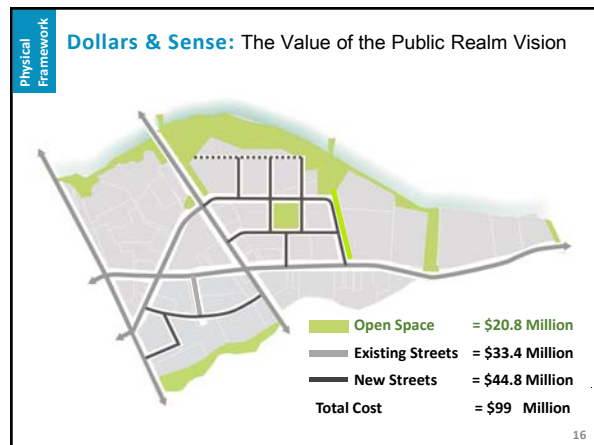 Physical
Framework
Dollars & Sense: The Value of the Public Realm Vision
Open Space = $20.8 Million
Existing Streets = $33.4 Million
New Streets = $44.8 Million
Total Cost = $99 Million
16